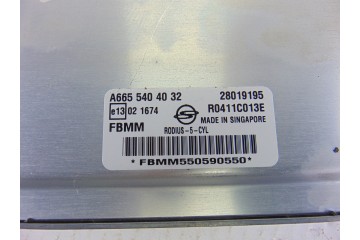 A665 540 40 32 28019195
e13 02 1674 R0411C013E
MADE IN SINGAPORE
FBMM RODIUS-5-CYL
* FBMM550590550 *